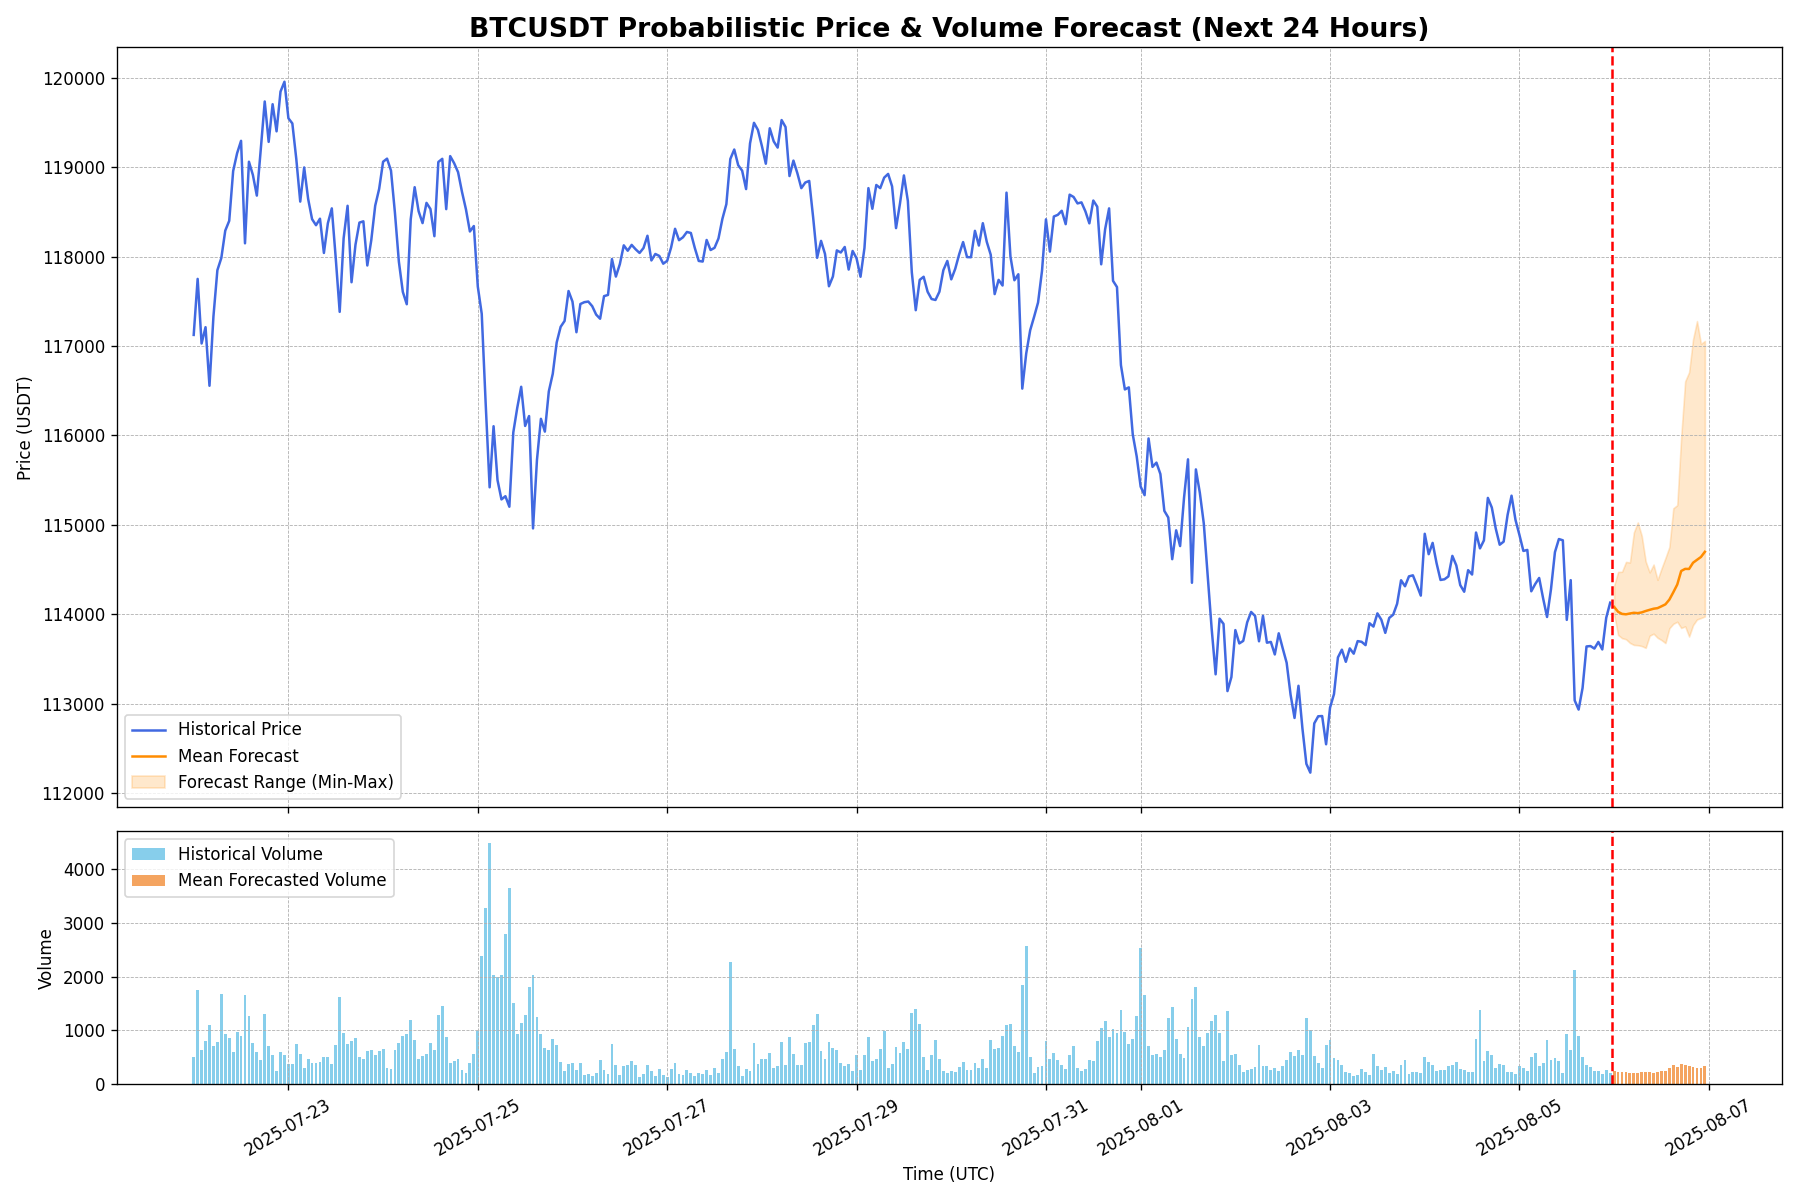 BTCUSDT Probabilistic Price & Volume Forecast (Next 24 Hours)
120000
119000
118000
117000
116000
115000
114000
113000
112000
Price (USDT)
Historical Price
Mean Forecast
Forecast Range (Min-Max)
Historical Volume
Mean Forecasted Volume
4000
3000
2000
1000
0
Volume
2025-07-23
2025-07-25
2025-07-27
2025-07-29
2025-07-31
2025-08-01
2025-08-03
2025-08-05
2025-08-07
Time (UTC)